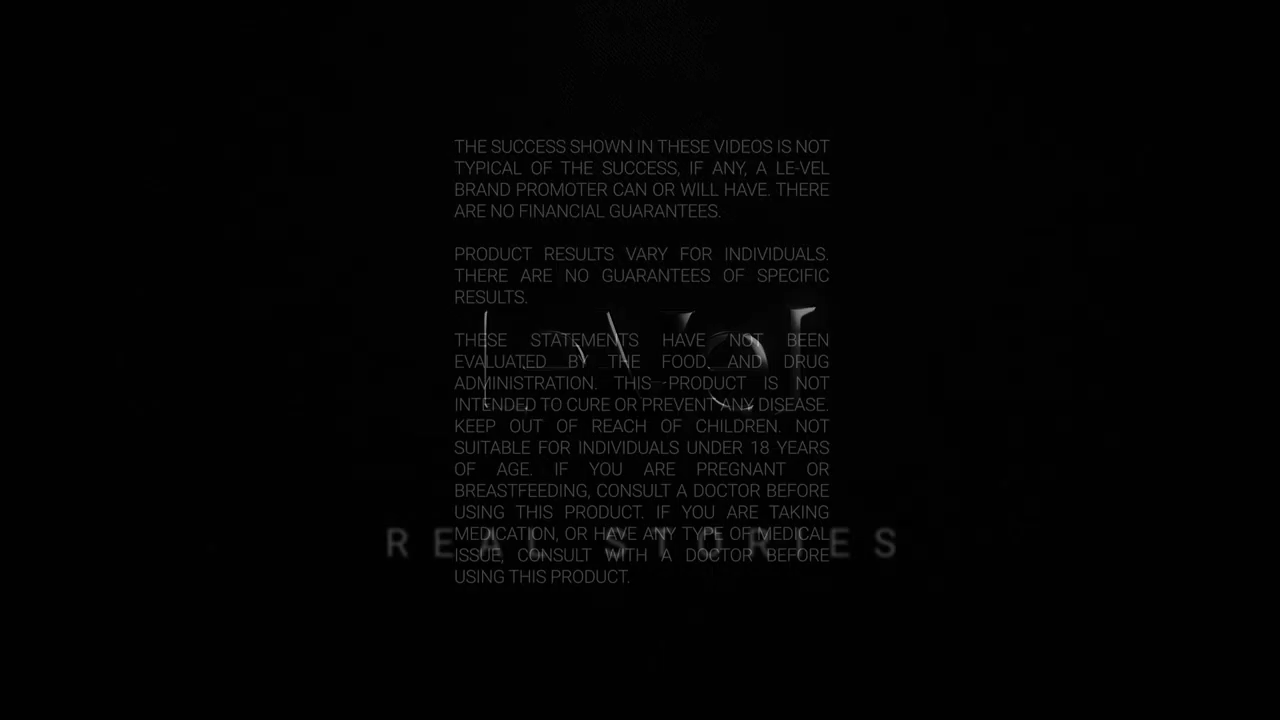 THE SUCCESS SHOWN IN THESE VIDEOS IS NOT
TYPICAL OF THE SUCCESS, IF ANY, A LE-VEL
BRAND PROMOTER CAN OR WILL HAVE. THERE
ARE NO FINANCIAL GUARANTEES.
PRODUCT RESULTS VARY FOR INDIVIDUALS.
THERE ARE NO GUARANTEES OF SPECIFIC
RESULTS.
THESE STATEMENTS HAVE NOT BEEN
EVALUATED BY THE FOOD AND DRUG
ADMINISTRATION. THIS PRODUCT IS NOT
INTENDED TO CURE OR PREVENT ANY DISEASE.
KEEP OUT OF REACH OF CHILDREN. NOT
SUITABLE FOR INDIVIDUALS UNDER 18 YEARS
OF AGE. IF YOU ARE PREGNANT OR
BREASTFEEDING, CONSULT A DOCTOR BEFORE
USING THIS PRODUCT. IF YOU ARE TAKING
MEDICATION, OR HAVE ANY TYPE OF MEDICAL
ISSUE, CONSULT WITH A DOCTOR BEFORE
USING THIS PRODUCT.
le-vel
REAL STORIES